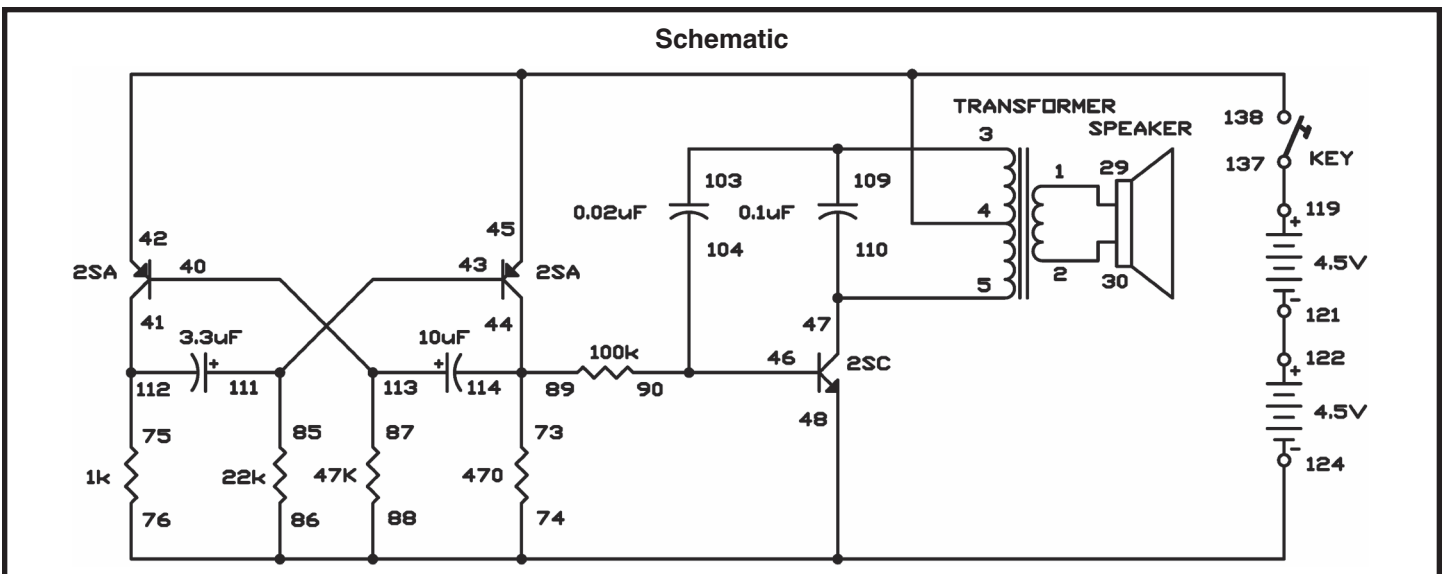 Schematic
TRANSFORMER
SPEAKER
3
138
KEY
137
103
109
1
29
119
+
0.02uF
0.1uF
4
4.5V
42
45
104
110
2SA
40
43
2SA
5
2
30
-
121
41
3.3uF
10uF
44
47
+
+
100k
46
2SC
122
+
112
111
113
114
89
90
48
4.5V
75
85
87
73
-
124
1k
22k
47K
470
76
86
88
74